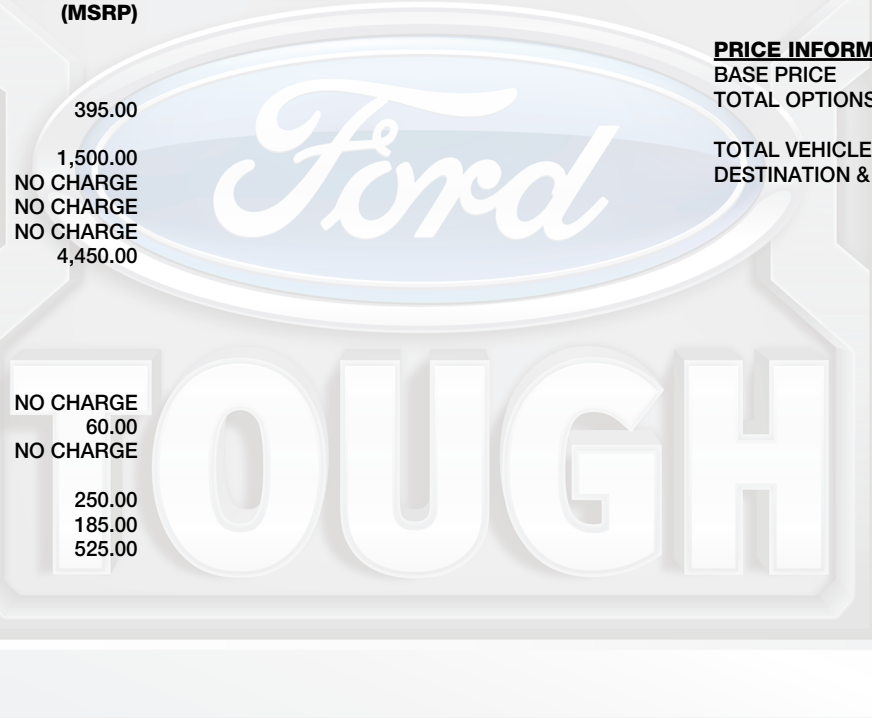 (MSRP)
395.00
1,500.00
NO CHARGE
NO CHARGE
NO CHARGE
4,450.00
NO CHARGE
60.00
NO CHARGE
250.00
185.00
525.00
PRICE INFORM
BASE PRICE
TOTAL OPTIONS
TOTAL VEHICLE
DESTINATION &
Ford
TOUGH